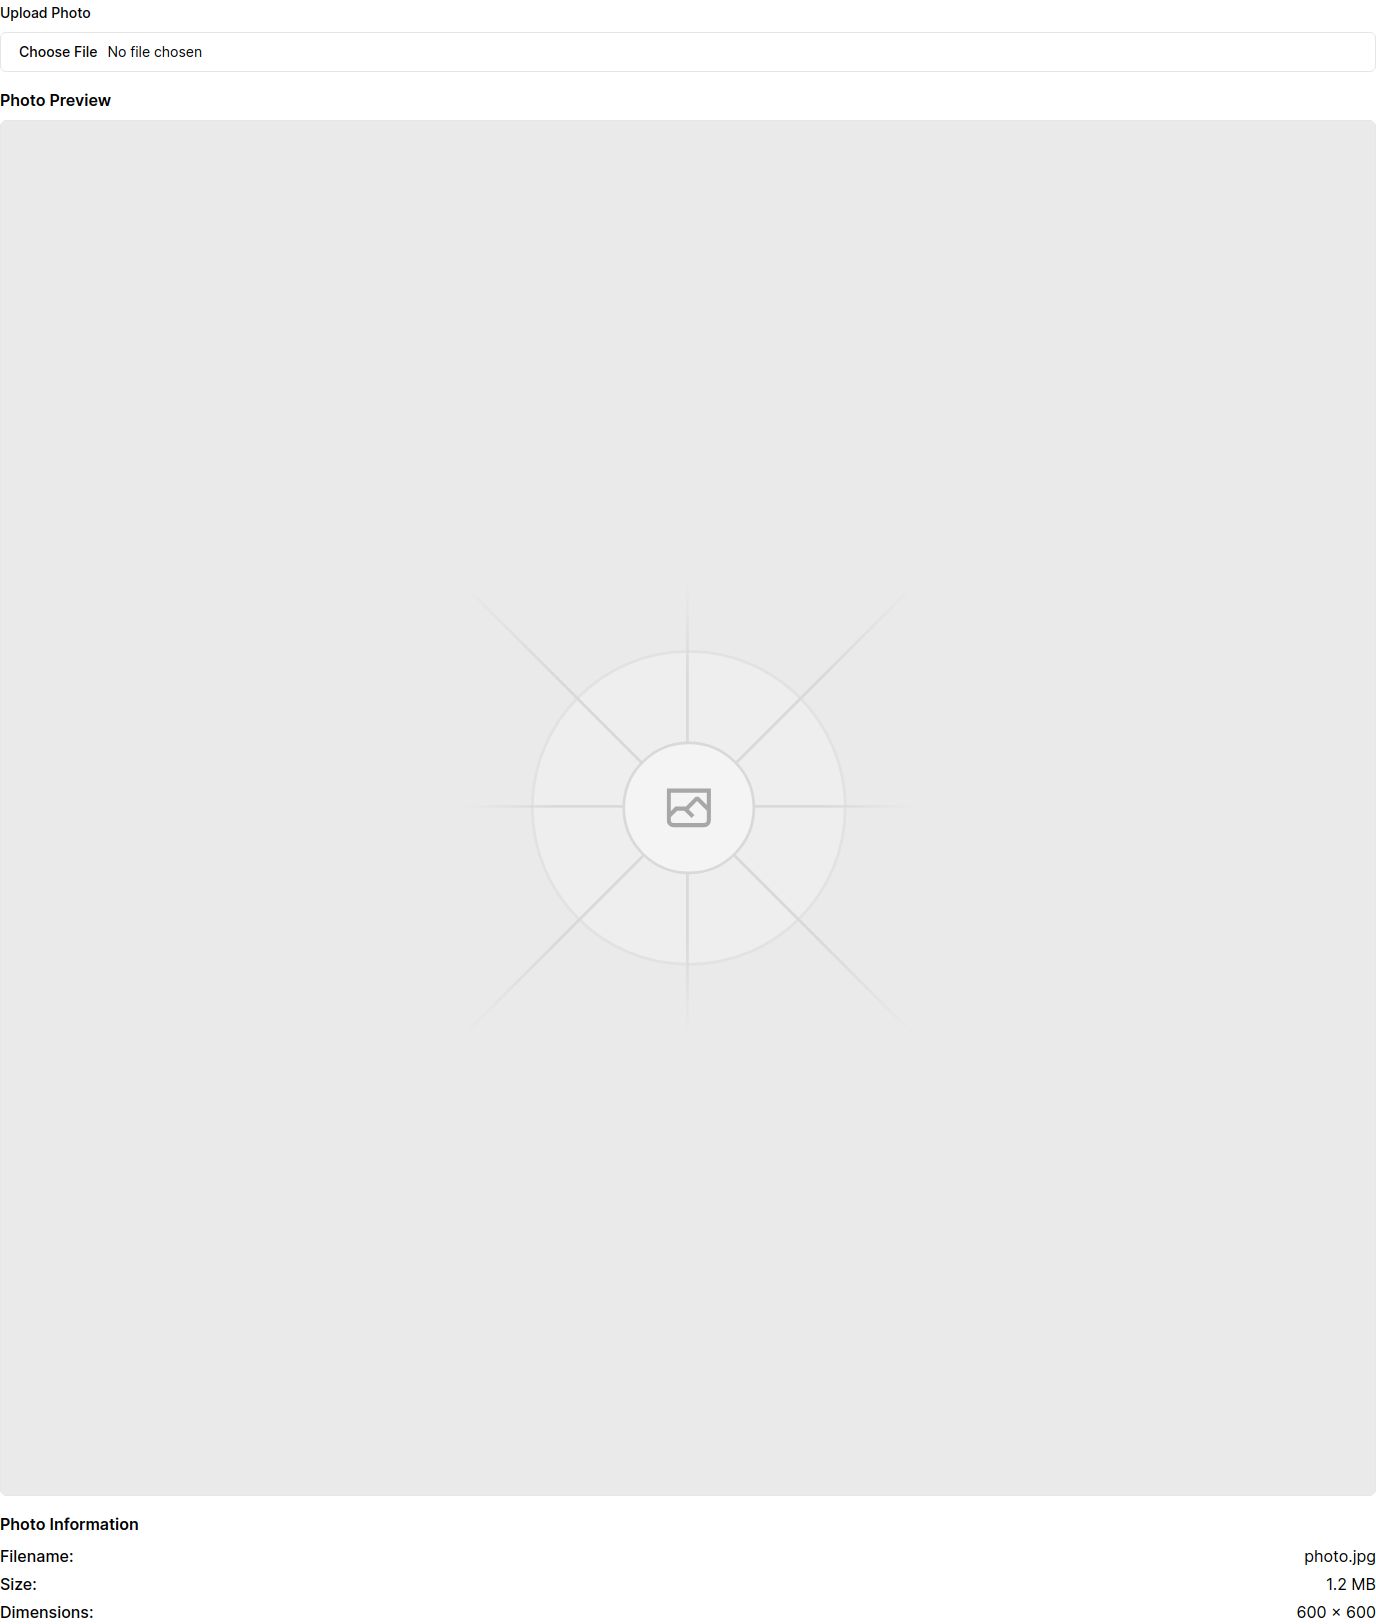 Upload Photo
Choose File No file chosen
Photo Preview
Photo Information
Filename: photo.jpg
Size: 1.2 MB
Dimensions: 600 × 600